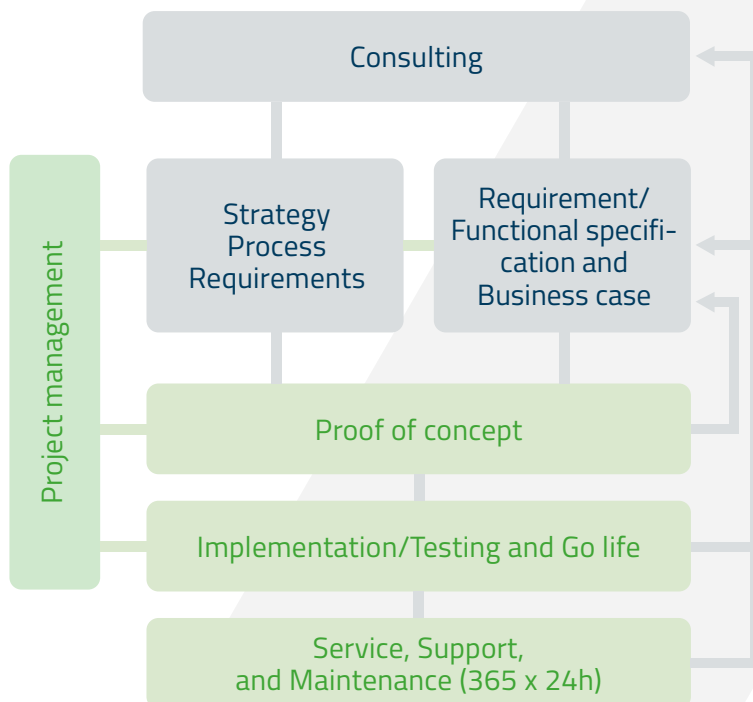 Consulting
Project management
Strategy
Process
Requirements
Requirement/
Functional specifi-
cation and
Business case
Proof of concept
Implementation/Testing and Go life
Service, Support,
and Maintenance (365 x 24h)